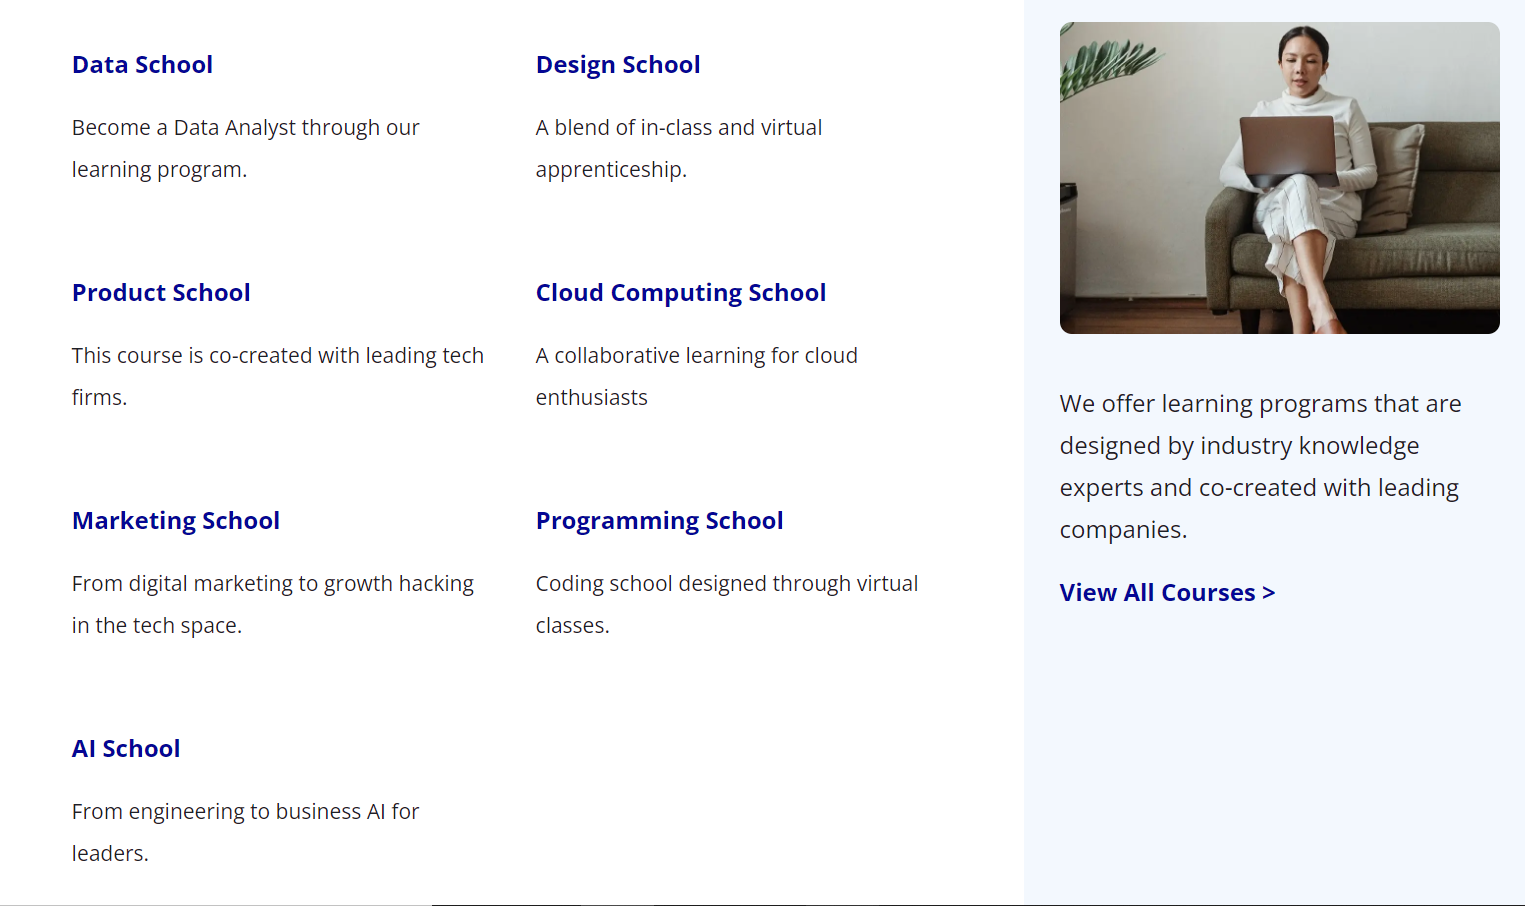 Data School
Become a Data Analyst through our
learning program.
Design School
A blend of in-class and virtual
apprenticeship.
Product School
This course is co-created with leading tech
firms.
Cloud Computing School
A collaborative learning for cloud
enthusiasts
Marketing School
From digital marketing to growth hacking
in the tech space.
Programming School
Coding school designed through virtual
classes.
AI School
From engineering to business AI for
leaders.
We offer learning programs that are
designed by industry knowledge
experts and co-created with leading
companies.
View All Courses >